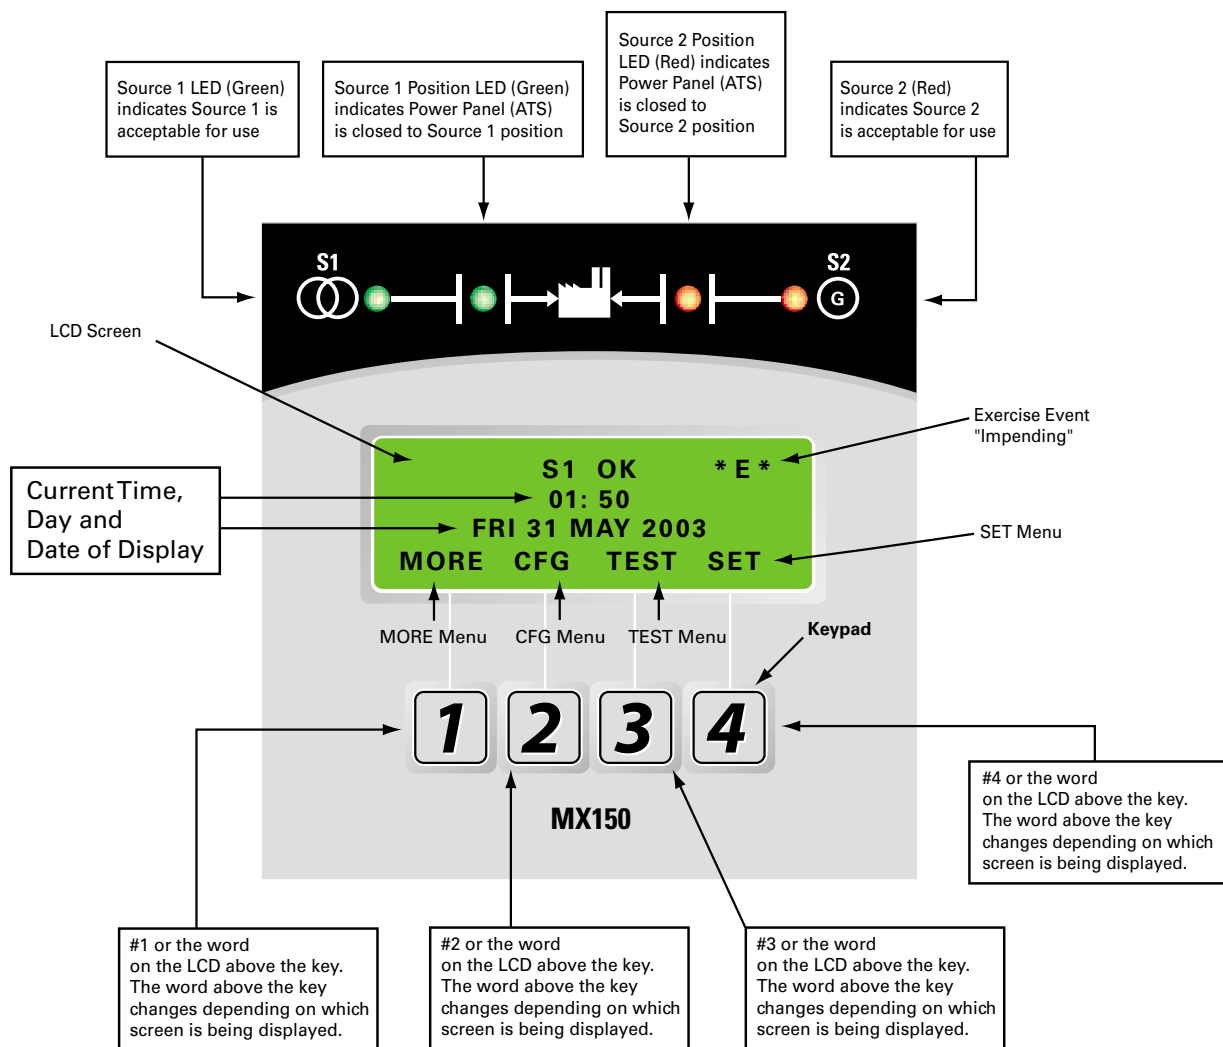 Source 1 LED (Green)
indicates Source 1 is
acceptable for use
Source 1 Position LED (Green)
indicates Power Panel (ATS)
is closed to Source 1 position
Source 2 Position
LED (Red) indicates
Power Panel (ATS)
is closed to
Source 2 position
Source 2 (Red)
indicates Source 2
is acceptable for use
S1
S2
G
LCD Screen
Exercise Event
"Impending"
S1 OK *E*
01: 50
FRI 31 MAY 2003
MORE CFG TEST SET
Current Time,
Day and
Date of Display
SET Menu
MORE Menu
CFG Menu
TEST Menu
Keypad
1
2
3
4
MX150
#4 or the word
on the LCD above the key.
The word above the key
changes depending on which
screen is being displayed.
#1 or the word
on the LCD above the key.
The word above the key
changes depending on which
screen is being displayed.
#2 or the word
on the LCD above the key.
The word above the key
changes depending on which
screen is being displayed.
#3 or the word
on the LCD above the key.
The word above the key
changes depending on which
screen is being displayed.